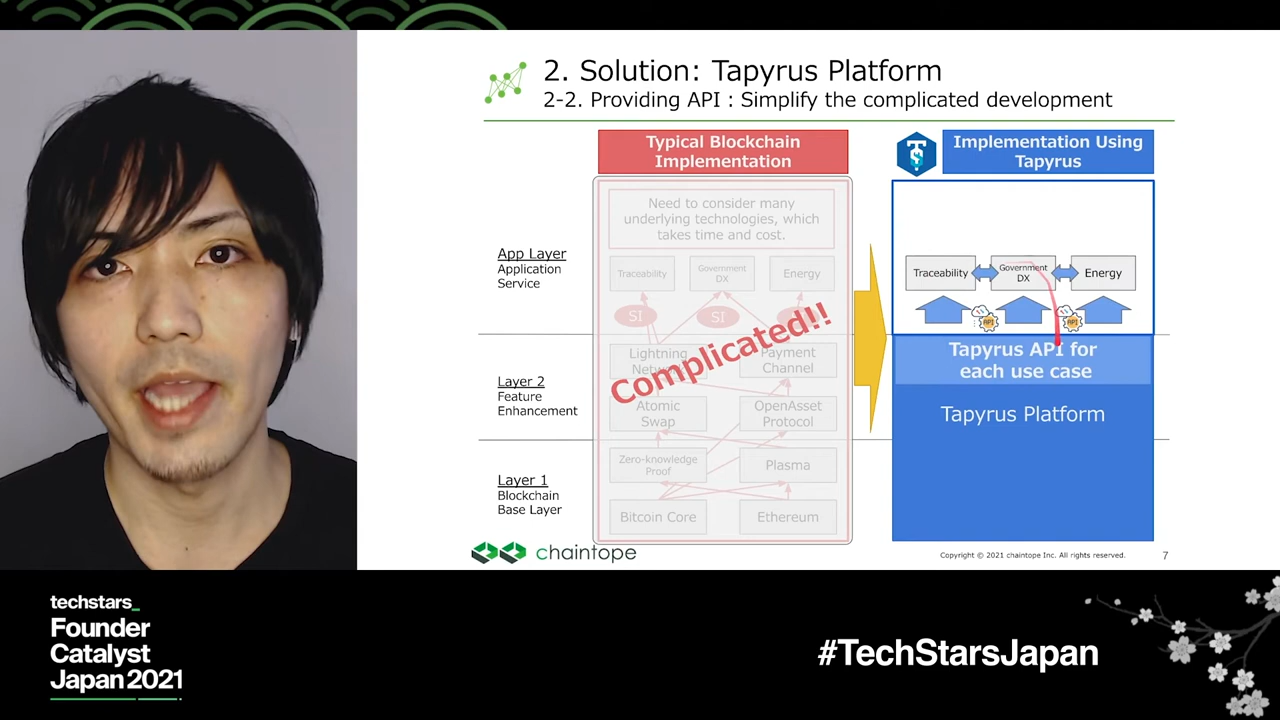 2. Solution: Tapyrus Platform
2-2. Providing API : Simplify the complicated development
Typical Blockchain
Implementation
Implementation Using
Tapyrus
Need to consider many
underlying technologies, which
takes time and cost.
App Layer
Application
Service
Traceability
Government
DX
Energy
SI
SI
Complicated!!
Lightning
Payment
Channel
Layer 2
Feature
Enhancement
Atomic
Swap
OpenAsset
Protocol
Layer 1
Blockchain
Base Layer
Zero-knowledge
Proof
Plasma
Bitcoin Core
Ethereum
Traceability
Government
DX
Energy
API
API
Tapyrus API for
each use case
Tapyrus Platform
chaintope
Copyright © 2021 chaintope Inc. All rights reserved.
7
techstars_
Founder
Catalyst
Japan 2021
#TechStarsJapan